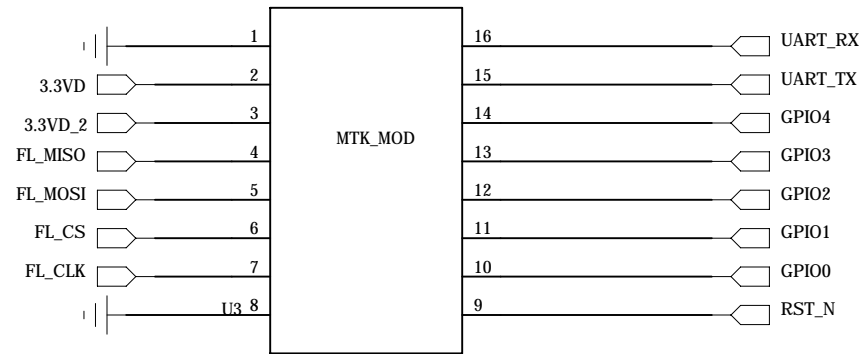 1 16 UART_RX
3.3VD 2 15 UART_TX
3.3VD_2 3 14 GPIO4
MTK_MOD
FL_MISO 4 13 GPIO3
FL_MOSI 5 12 GPIO2
FL_CS 6 11 GPIO1
FL_CLK 7 10 GPIO0
U3 8 9 RST_N